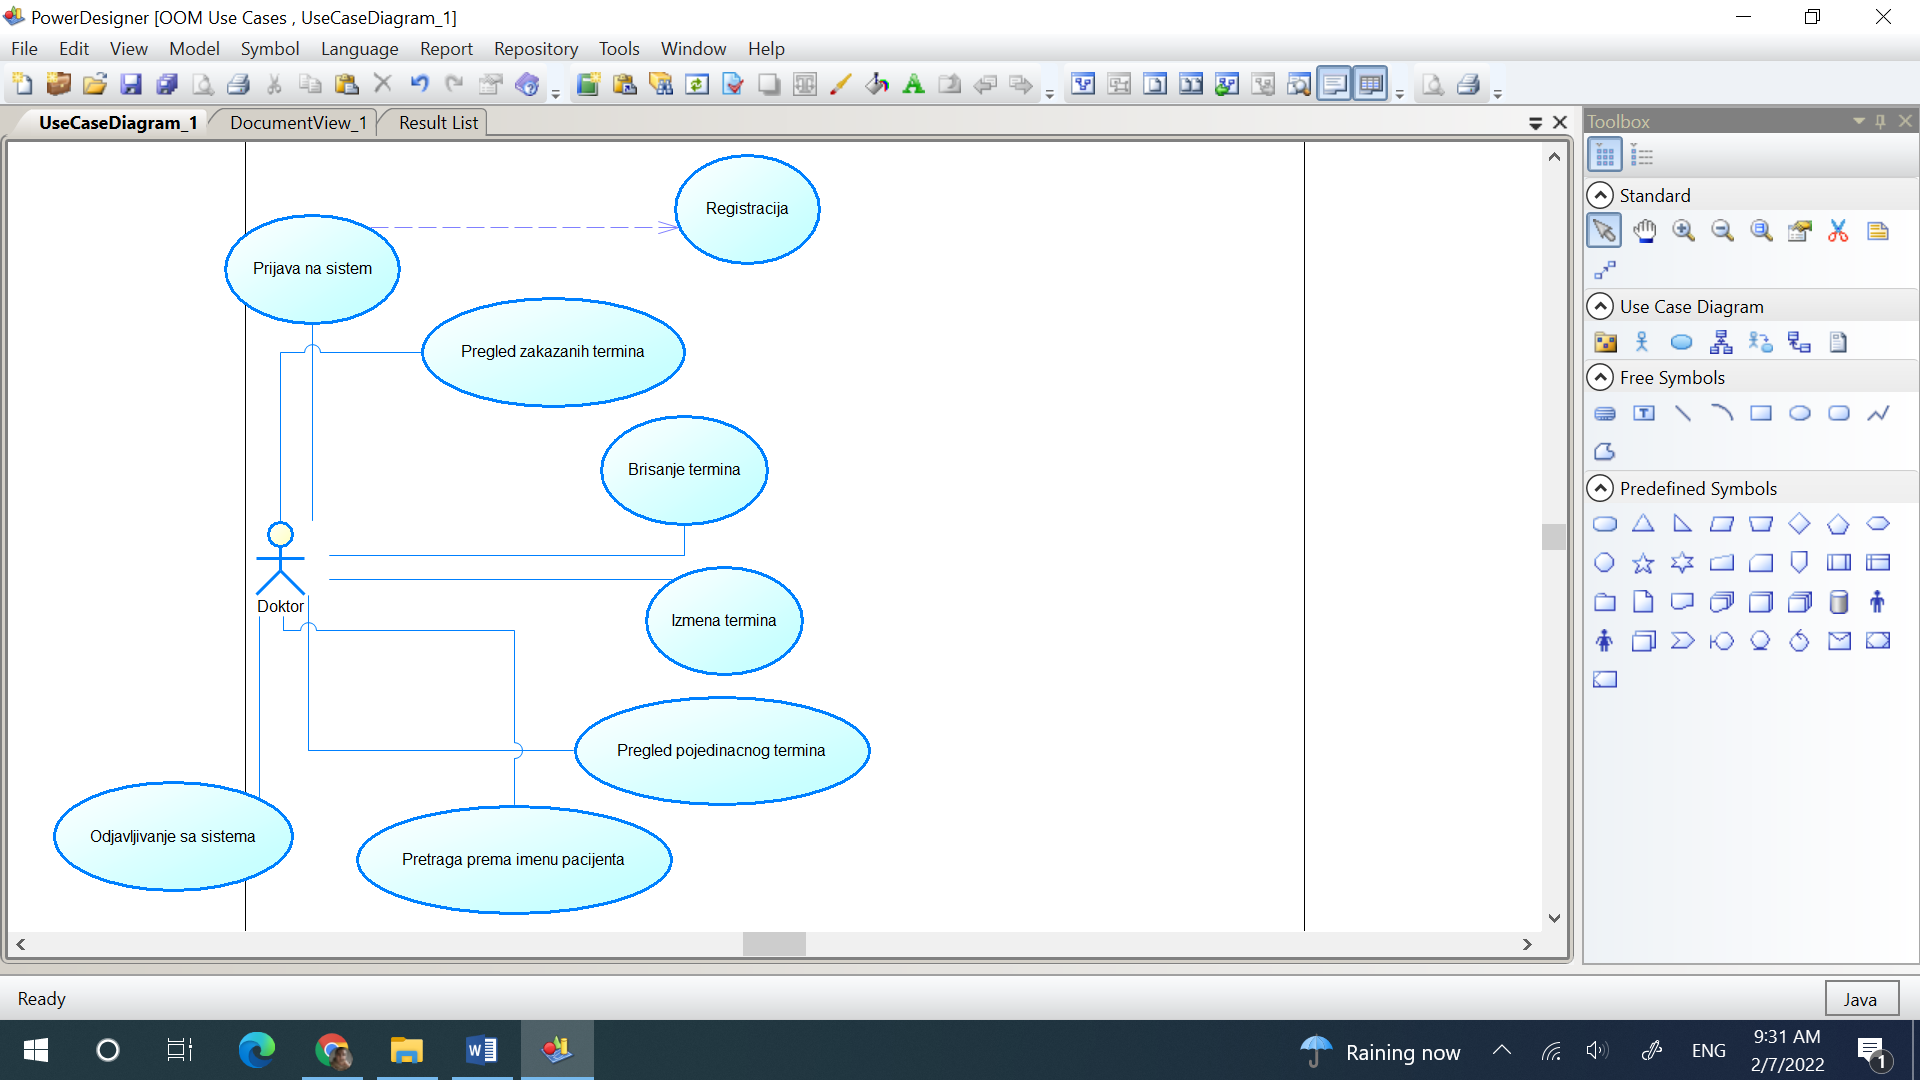 PowerDesigner [OOM Use Cases , UseCaseDiagram_1]
File Edit View Model Symbol Language Report Repository Tools Window Help
UseCaseDiagram_1 DocumentView_1 Result List
Registracija
Prijava na sistem
Pregled zakazanih termina
Brisanje termina
Doktor
Izmena termina
Pregled pojedinacnog termina
Odjavljivanje sa sistema
Pretraga prema imenu pacijenta
Toolbox
Standard
Use Case Diagram
Free Symbols
Predefined Symbols
Ready
Java
Raining now
ENG
9:31 AM
2/7/2022
1